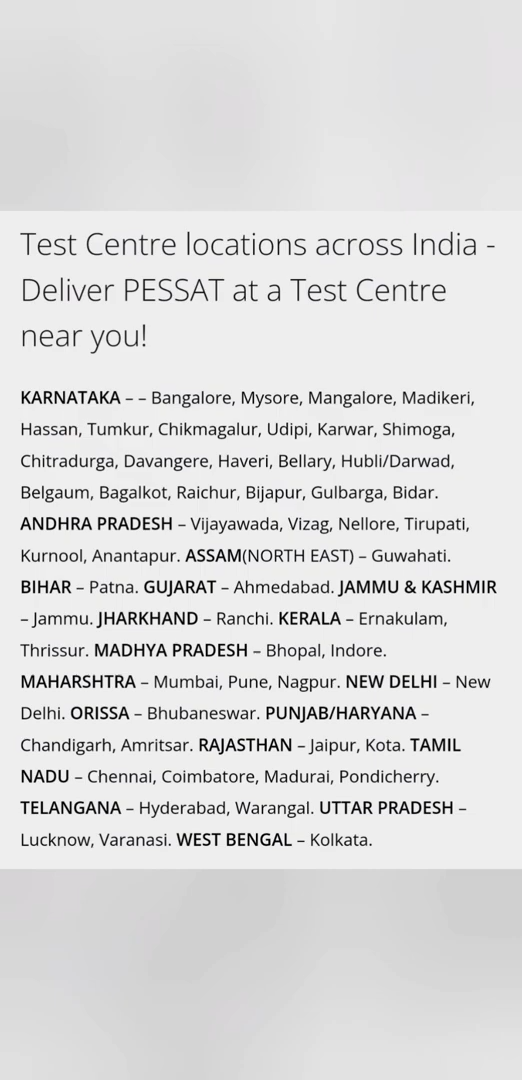 Test Centre locations across India -
Deliver PESSAT at a Test Centre
near you!
KARNATAKA – – Bangalore, Mysore, Mangalore, Madikeri,
Hassan, Tumkur, Chikmagalur, Udipi, Karwar, Shimoga,
Chitradurga, Davangere, Haveri, Bellary, Hubli/Darwad,
Belgaum, Bagalkot, Raichur, Bijapur, Gulbarga, Bidar.
ANDHRA PRADESH – Vijayawada, Vizag, Nellore, Tirupati,
Kurnool, Anantapur. ASSAM(NORTH EAST) – Guwahati.
BIHAR – Patna. GUJARAT – Ahmedabad. JAMMU & KASHMIR
– Jammu. JHARKHAND – Ranchi. KERALA – Ernakulam,
Thrissur. MADHYA PRADESH – Bhopal, Indore.
MAHARSHTRA – Mumbai, Pune, Nagpur. NEW DELHI – New
Delhi. ORISSA – Bhubaneswar. PUNJAB/HARYANA –
Chandigarh, Amritsar. RAJASTHAN – Jaipur, Kota. TAMIL
NADU – Chennai, Coimbatore, Madurai, Pondicherry.
TELANGANA – Hyderabad, Warangal. UTTAR PRADESH –
Lucknow, Varanasi. WEST BENGAL – Kolkata.